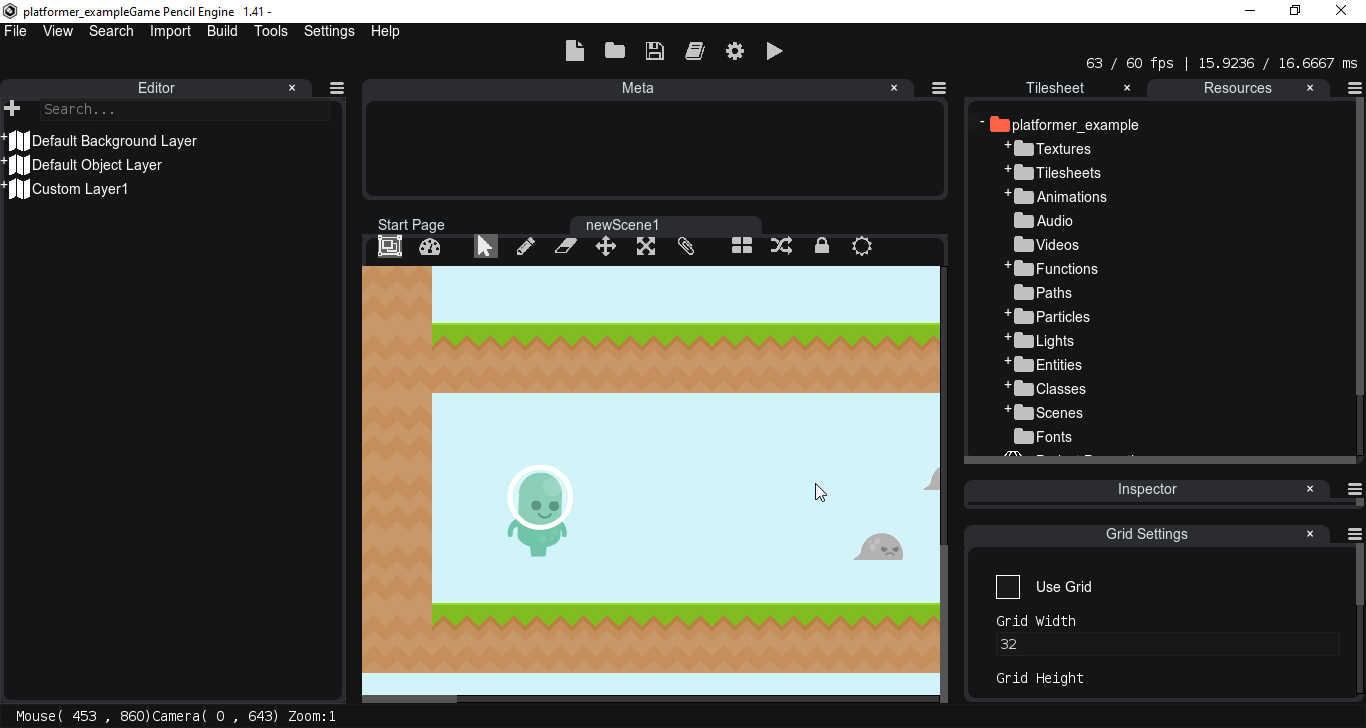 platformer_exampleGame Pencil Engine 1.41 -
File View Search Import Build Tools Settings Help
63 / 60 fps | 15.9236 / 16.6667 ms
Editor ×
Search...
Default Background Layer
Default Object Layer
Custom Layer1
Meta ×
Start Page newScene1
Tilesheet × Resources ×
platformer_example
Textures
Tilesheets
Animations
Audio
Videos
Functions
Paths
Particles
Lights
Entities
Classes
Scenes
Fonts
Inspector ×
Grid Settings ×
Use Grid
Grid Width
32
Grid Height
Mouse( 453 , 860)Camera( 0 , 643) Zoom:1